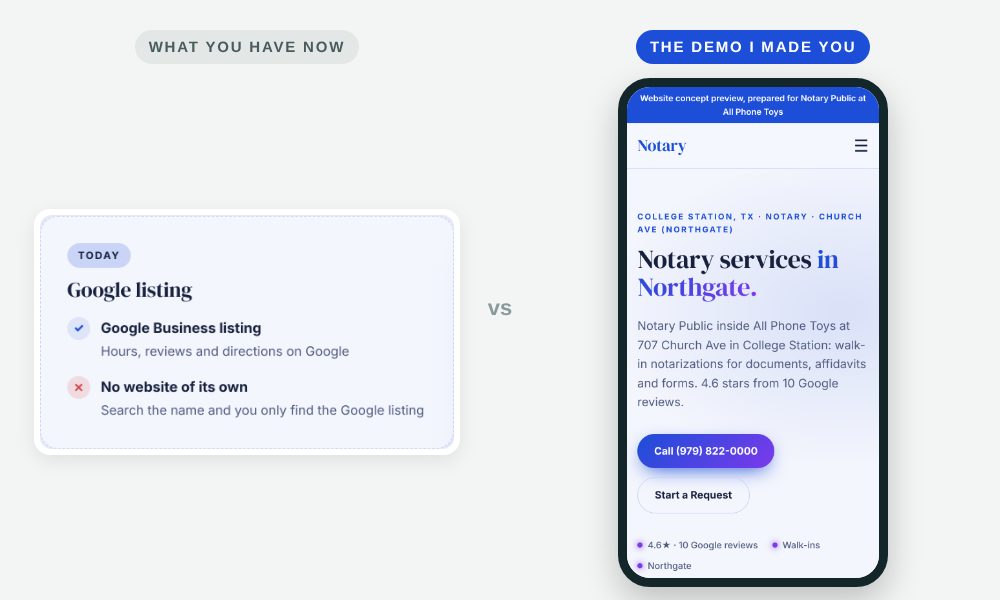 WHAT YOU HAVE NOW
TODAY
Google listing
Google Business listing
Hours, reviews and directions on Google
No website of its own
Search the name and you only find the Google listing
vs
THE DEMO I MADE YOU
Website concept preview, prepared for Notary Public at
All Phone Toys
Notary
COLLEGE STATION, TX · NOTARY · CHURCH
AVE (NORTHGATE)
Notary services in
Northgate.
Notary Public inside All Phone Toys at
707 Church Ave in College Station: walk-
in notarizations for documents, affidavits
and forms. 4.6 stars from 10 Google
reviews.
Call (979) 822-0000
Start a Request
4.6★ · 10 Google reviews
Walk-ins
Northgate